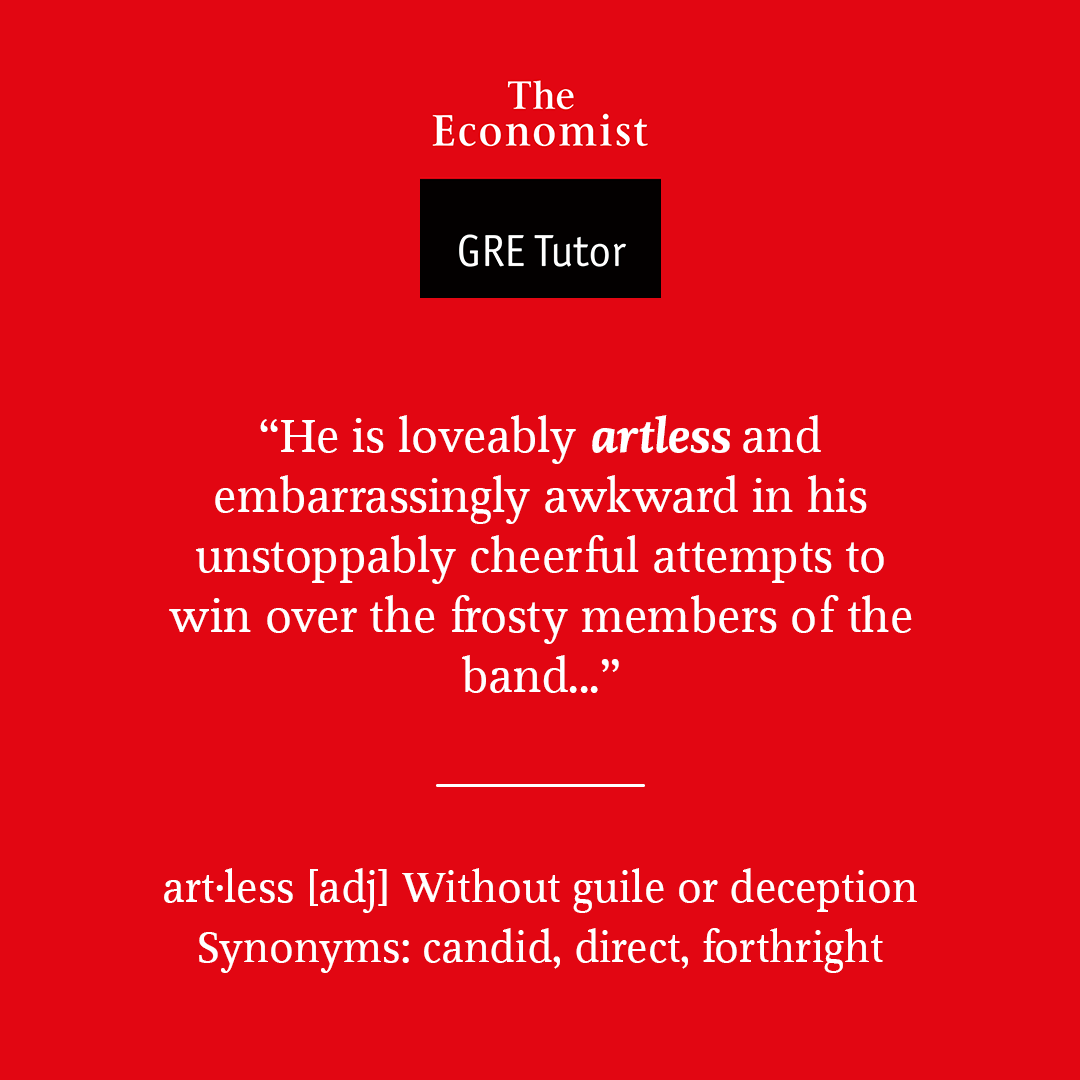 The
Economist
GRE Tutor
“He is loveably artless and
embarrassingly awkward in his
unstoppably cheerful attempts to
win over the frosty members of the
band...”
art·less [adj] Without guile or deception
Synonyms: candid, direct, forthright